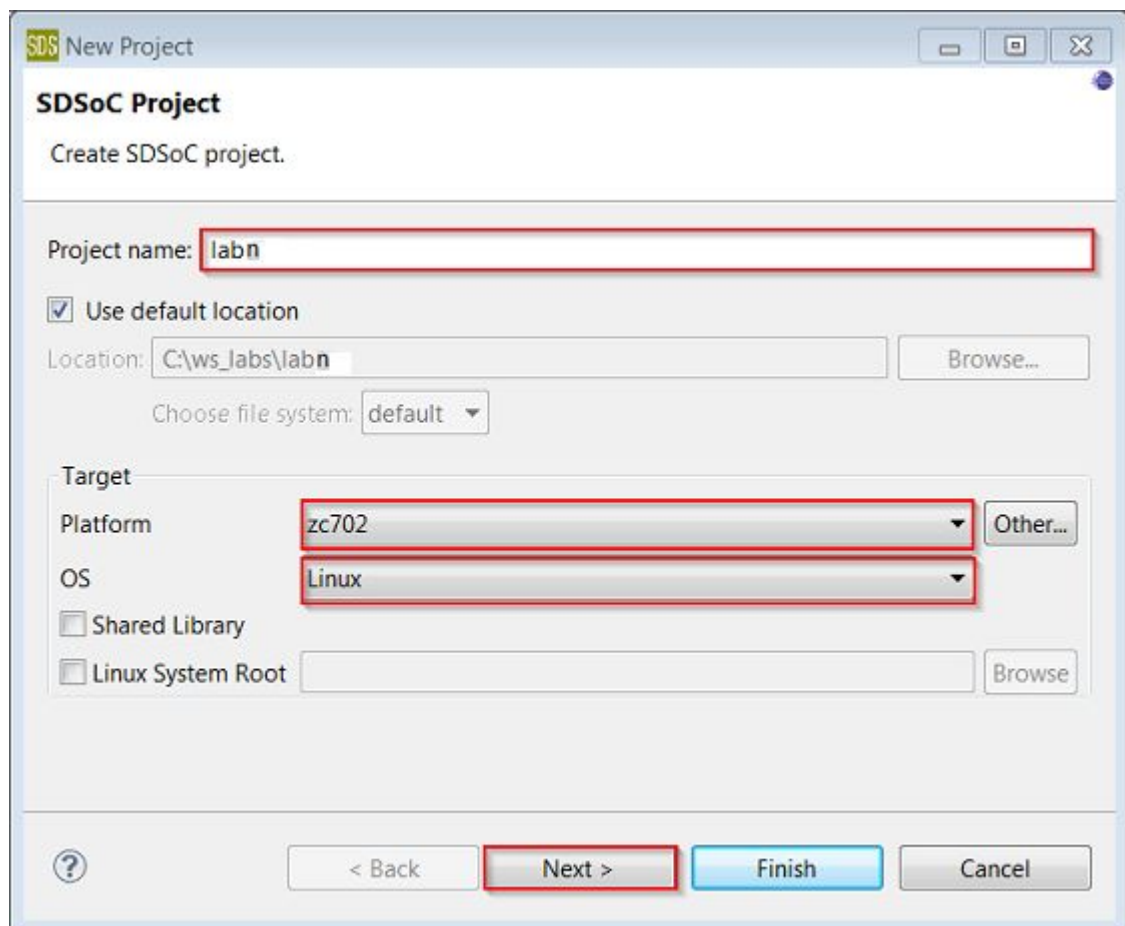 SDS New Project
SDSoC Project
Create SDSoC project.
Project name: labn
Use default location
Location: C:\ws_labs\labn Browse...
Choose file system: default
Target
Platform zc702 Other...
OS Linux
Shared Library
Linux System Root Browse
? < Back Next > Finish Cancel